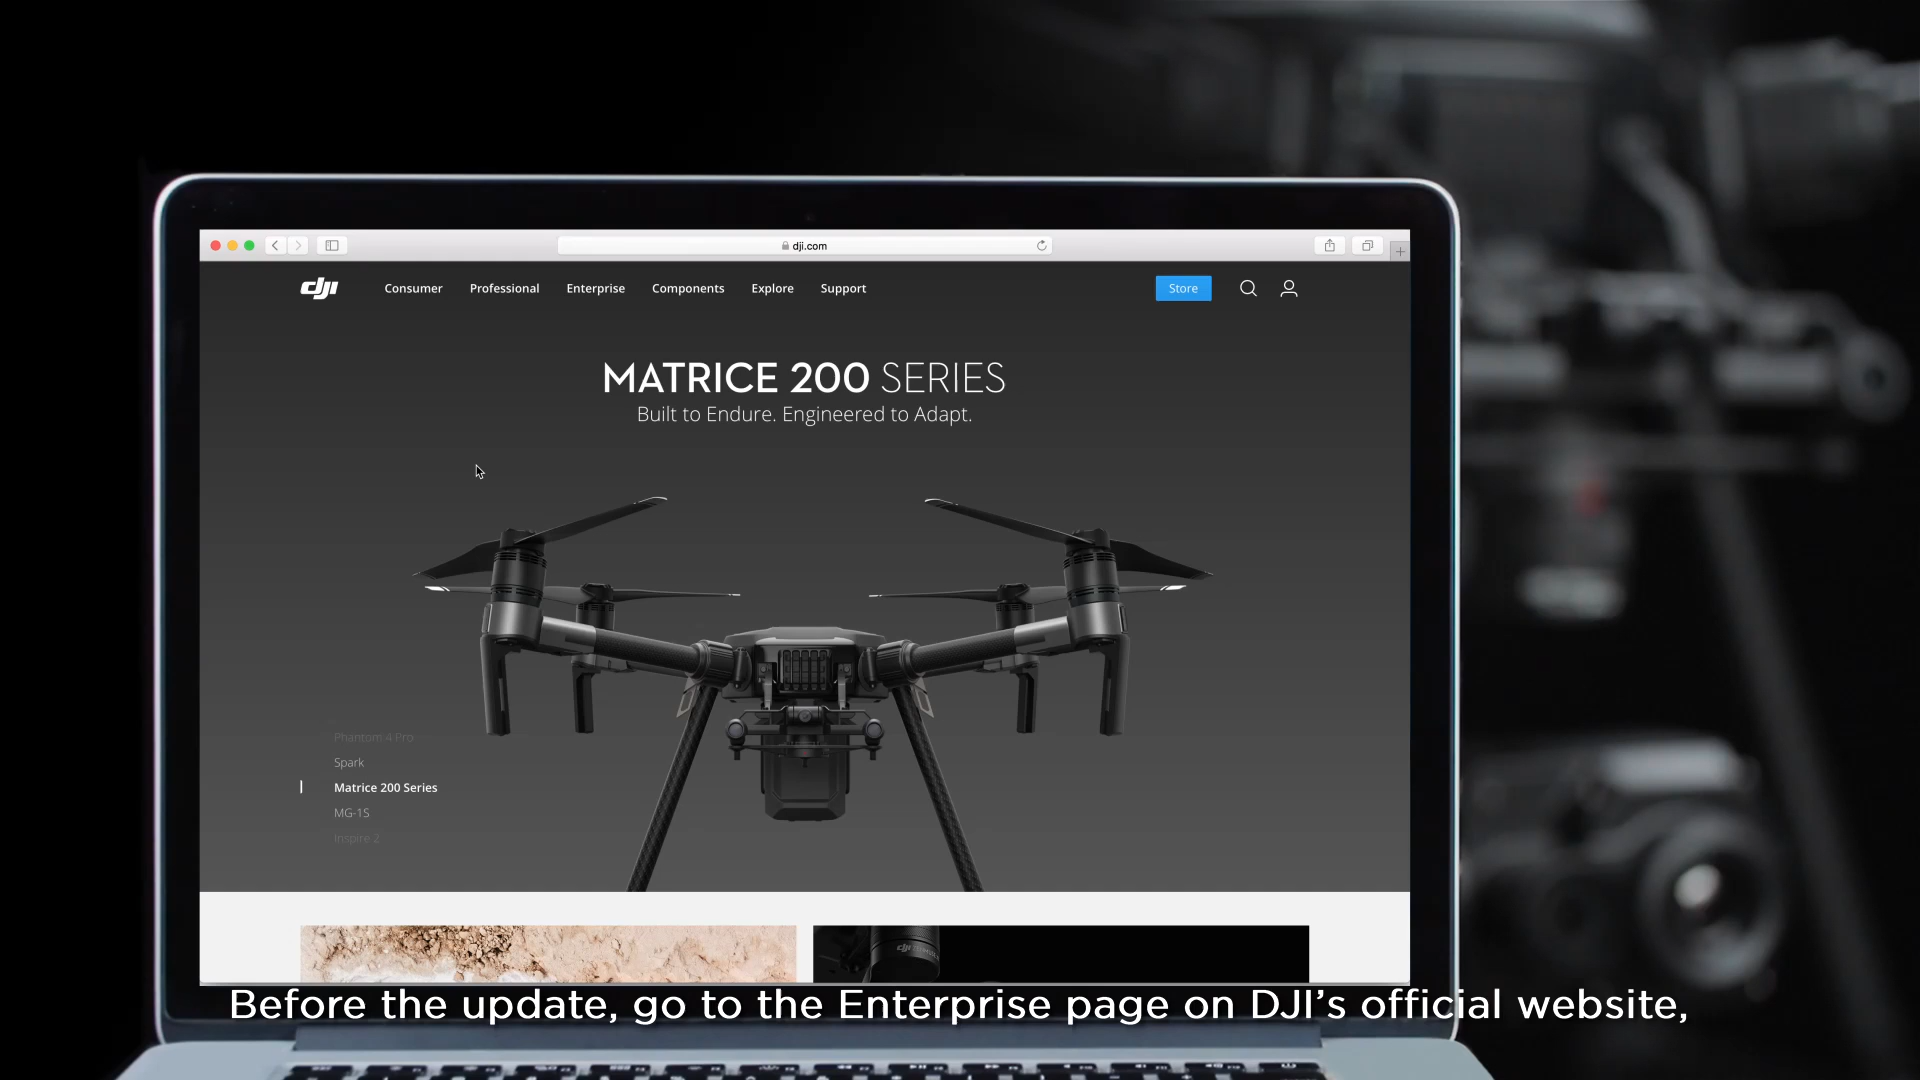 dji.com
dji
Consumer Professional Enterprise Components Explore Support Store
MATRICE 200 SERIES
Built to Endure. Engineered to Adapt.
Phantom 4 Pro
Spark
Matrice 200 Series
MG-1S
Inspire 2
dji
Before the update, go to the Enterprise page on DJI’s official website,